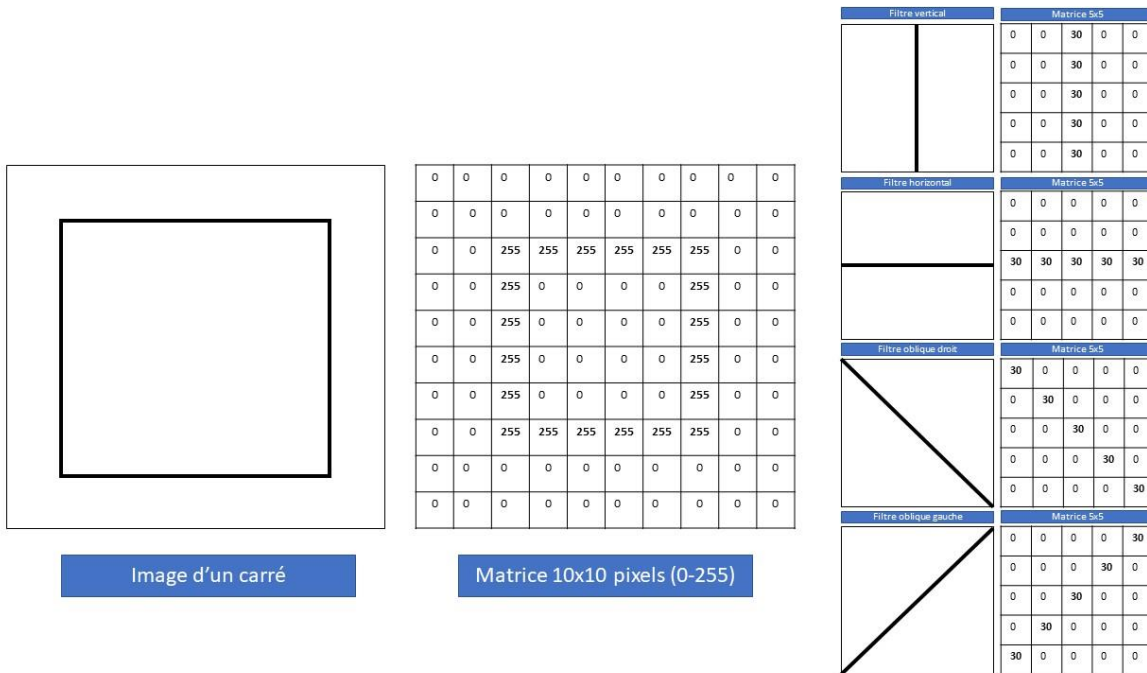 Image d'un carré
0 0 0 0 0 0 0 0 0 0
0 0 0 0 0 0 0 0 0 0
0 0 255 255 255 255 255 255 0 0
0 0 255 0 0 0 0 255 0 0
0 0 255 0 0 0 0 255 0 0
0 0 255 0 0 0 0 255 0 0
0 0 255 0 0 0 0 255 0 0
0 0 255 255 255 255 255 255 0 0
0 0 0 0 0 0 0 0 0 0
0 0 0 0 0 0 0 0 0 0
Matrice 10x10 pixels (0-255)
Filtre vertical
Matrice 5x5
0 0 30 0 0
0 0 30 0 0
0 0 30 0 0
0 0 30 0 0
0 0 30 0 0
Filtre horizontal
Matrice 5x5
0 0 0 0 0
0 0 0 0 0
30 30 30 30 30
0 0 0 0 0
0 0 0 0 0
Filtre oblique droit
Matrice 5x5
30 0 0 0 0
0 30 0 0 0
0 0 30 0 0
0 0 0 30 0
0 0 0 0 30
Filtre oblique gauche
Matrice 5x5
0 0 0 0 30
0 0 0 30 0
0 0 30 0 0
0 30 0 0 0
30 0 0 0 0